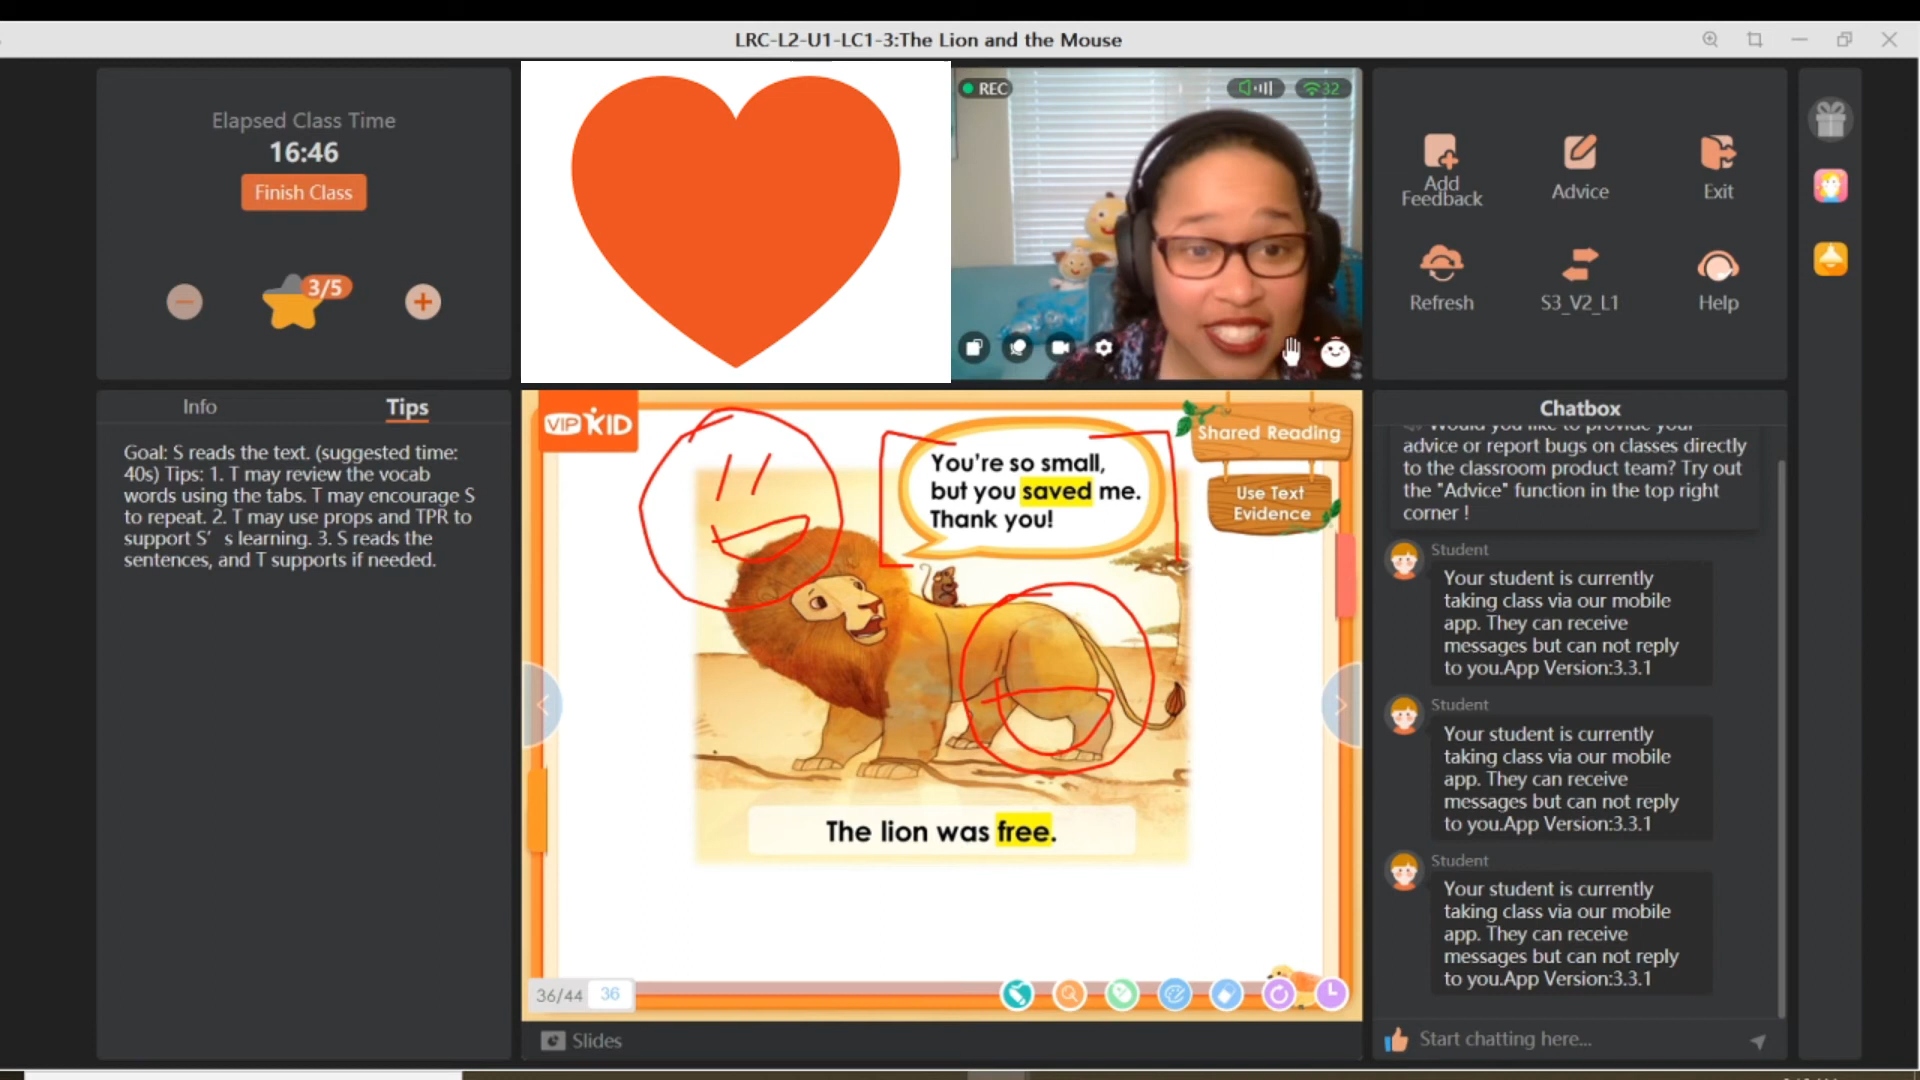 LRC-L2-U1-LC1-3:The Lion and the Mouse
Elapsed Class Time
16:46
Finish Class
3/5
REC
32
Add
Feedback
Advice
Exit
Refresh
S3_V2_L1
Help
Info
Tips
Goal: S reads the text. (suggested time:
40s) Tips: 1. T may review the vocab
words using the tabs. T may encourage S
to repeat. 2. T may use props and TPR to
support S’s learning. 3. S reads the
sentences, and T supports if needed.
VIPKID
You're so small,
but you saved me.
Thank you!
Shared Reading
Use Text
Evidence
The lion was free.
36/44
36
Slides
Chatbox
Would you like to provide your
advice or report bugs on classes directly
to the classroom product team? Try out
the "Advice" function in the top right
corner !
Student
Your student is currently
taking class via our mobile
app. They can receive
messages but can not reply
to you.App Version:3.3.1
Student
Your student is currently
taking class via our mobile
app. They can receive
messages but can not reply
to you.App Version:3.3.1
Student
Your student is currently
taking class via our mobile
app. They can receive
messages but can not reply
to you.App Version:3.3.1
Start chatting here...